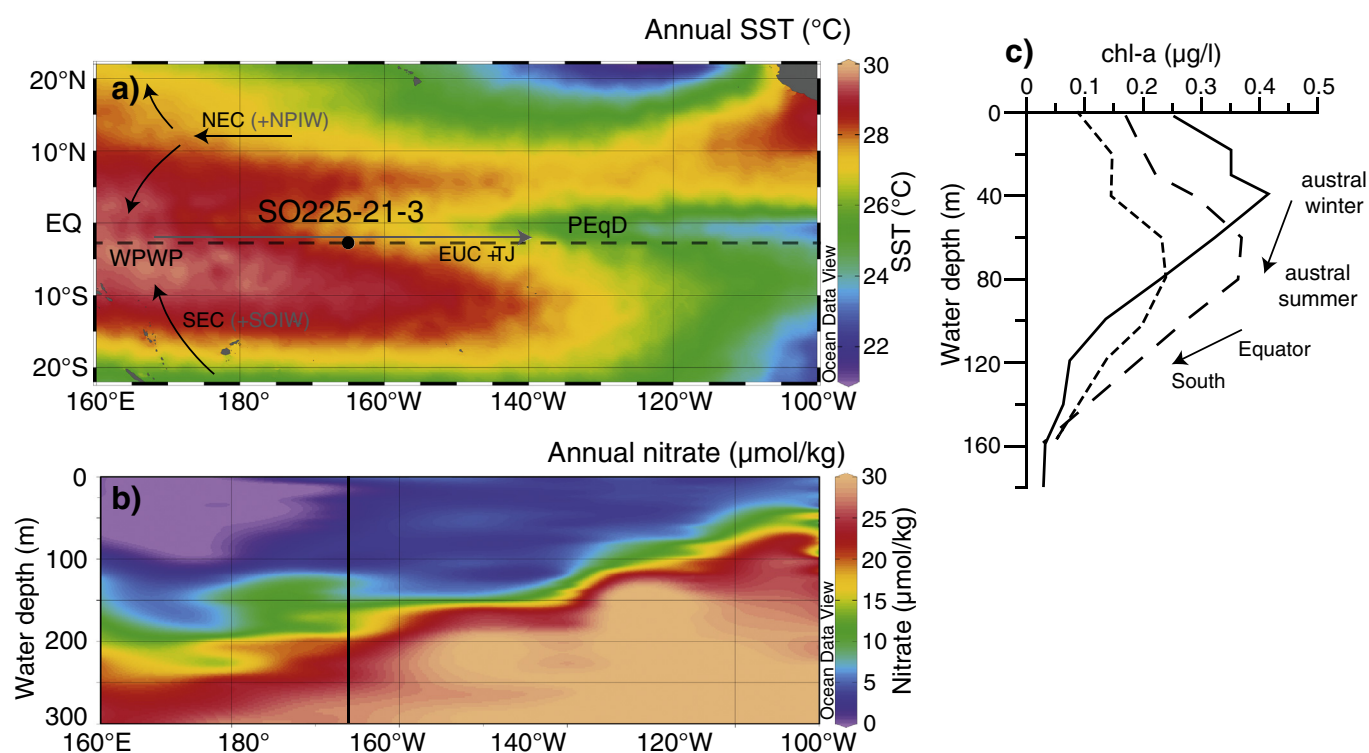 Annual SST (°C)
a)
20°N
10°N
EQ
10°S
20°S
NEC (+NPIW)
SO225-21-3
PEqD
WPWP
EUC +TJ
SEC (+SOIW)
160°E
180°
160°W
140°W
120°W
100°W
30
28
26
24
22
SST (°C)
Ocean Data View
Annual nitrate (µmol/kg)
b)
Water depth (m)
0
100
200
300
160°E
180°
160°W
140°W
120°W
100°W
30
25
20
15
10
5
0
Nitrate (µmol/kg)
Ocean Data View
c)
chl-a (µg/l)
0
0.1
0.2
0.3
0.4
0.5
Water depth (m)
0
40
80
120
160
austral
winter
austral
summer
Equator
South